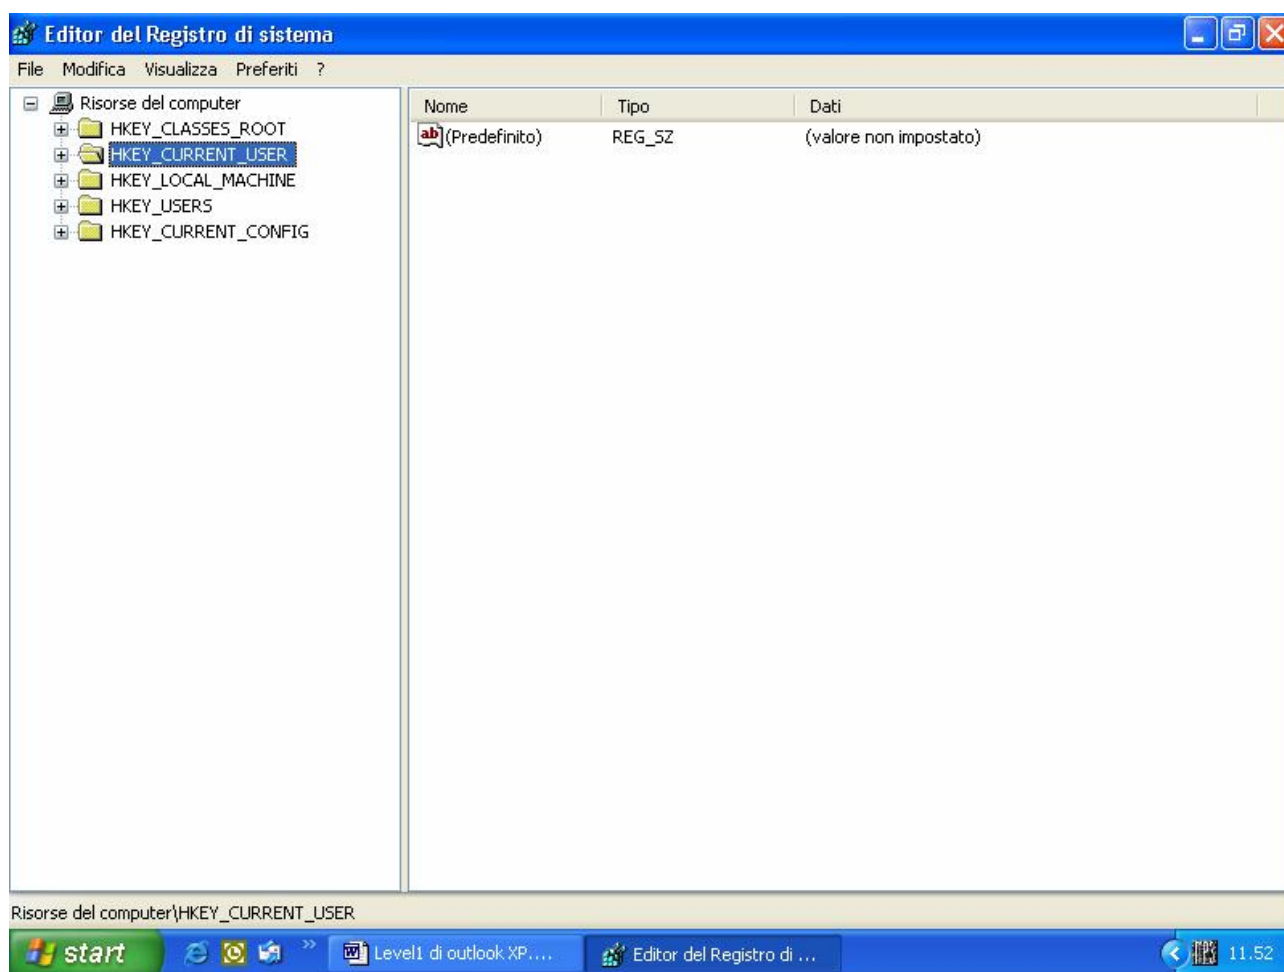 Editor del Registro di sistema
File Modifica Visualizza Preferiti ?
Risorse del computer
HKEY_CLASSES_ROOT
HKEY_CURRENT_USER
HKEY_LOCAL_MACHINE
HKEY_USERS
HKEY_CURRENT_CONFIG
Nome Tipo Dati
ab (Predefinito) REG_SZ (valore non impostato)
Risorse del computer\HKEY_CURRENT_USER
start » Level1 di outlook XP.... Editor del Registro di ... 11.52